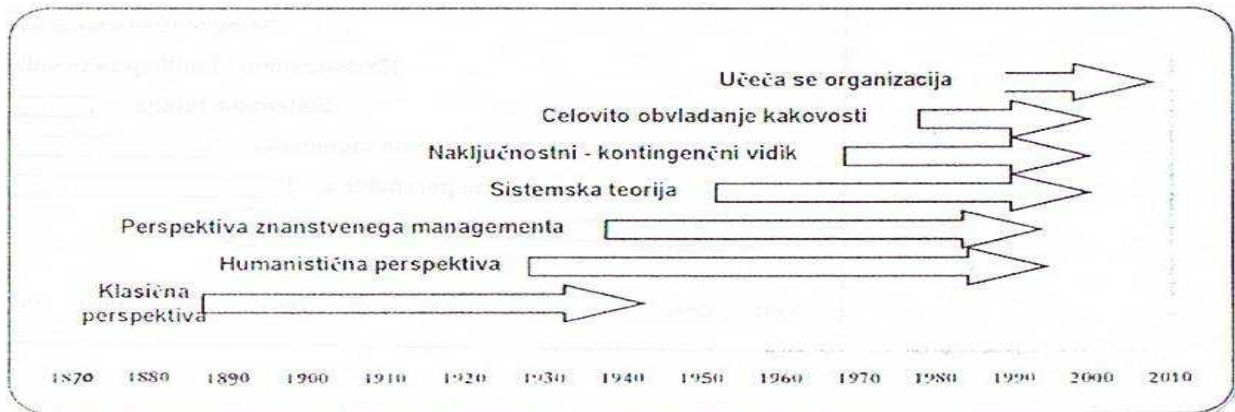 Učeča se organizacija
Celovito obvladanje kakovosti
Naključnostni - kontingenčni vidik
Sistemska teorija
Perspektiva znanstvenega managementa
Humanistična perspektiva
Klasična
perspektiva
1870 1880 1890 1900 1910 1920 1930 1940 1950 1960 1970 1980 1990 2000 2010